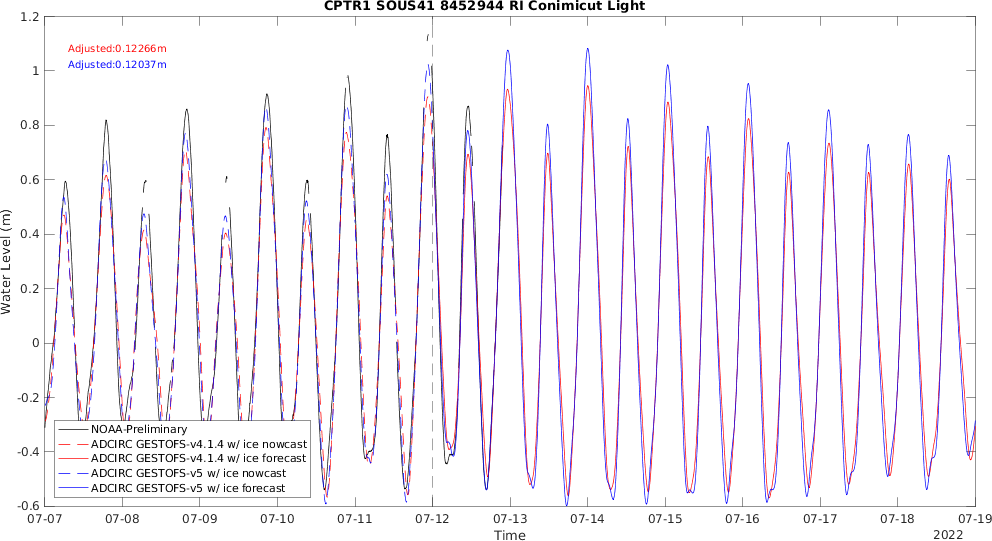 CPTR1 SOUS41 8452944 RI Conimicut Light
1.2
1
0.8
0.6
0.4
0.2
0
-0.2
-0.4
-0.6
Water Level (m)
Adjusted:0.12266m
Adjusted:0.12037m
NOAA-Preliminary
ADCIRC GESTOFS-v4.1.4 w/ ice nowcast
ADCIRC GESTOFS-v4.1.4 w/ ice forecast
ADCIRC GESTOFS-v5 w/ ice nowcast
ADCIRC GESTOFS-v5 w/ ice forecast
07-07 07-08 07-09 07-10 07-11 07-12 07-13 07-14 07-15 07-16 07-17 07-18 07-19
Time
2022